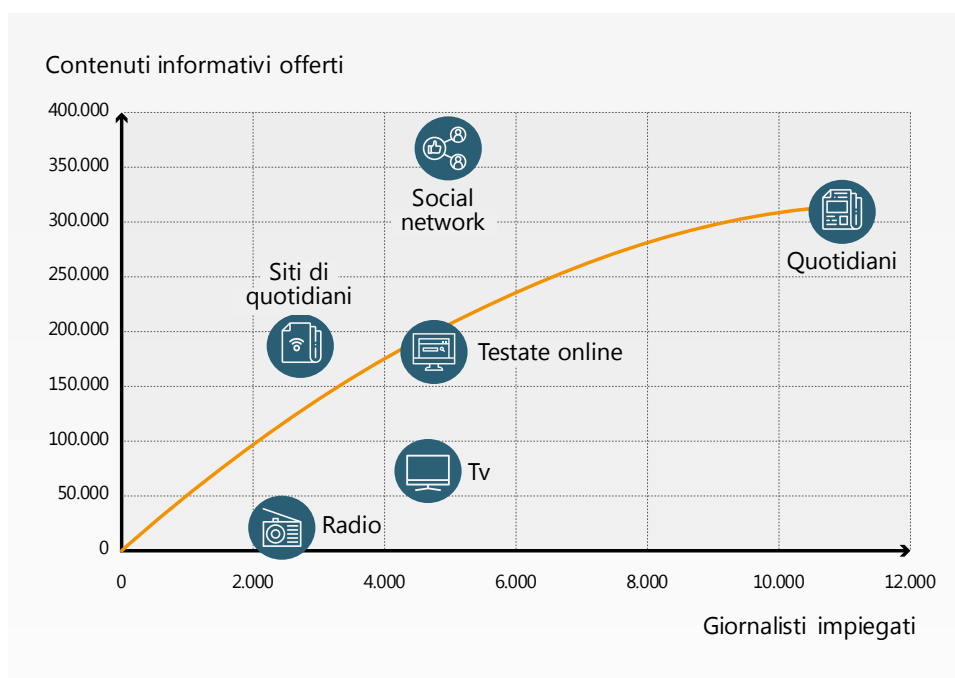 Contenuti informativi offerti
400.000
350.000
300.000
250.000
200.000
150.000
100.000
50.000
0
Social
network
Quotidiani
Siti di
quotidiani
Testate online
Tv
Radio
0
2.000
4.000
6.000
8.000
10.000
12.000
Giornalisti impiegati